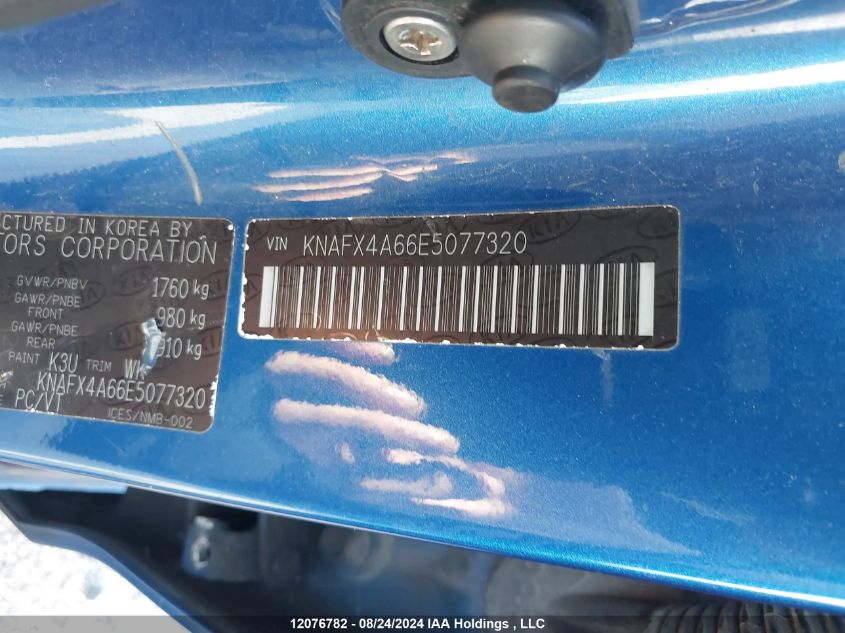 CTURED IN KOREA BY
TORS CORPORATION
GVWR/PNBV 1760 kg
GAWR/PNBE
FRONT 980 kg
GAWR/PNBE
REAR 910 kg
PAINT K3U TRIM WK
KNAFX4A66E5077320
PC/VT
ICES/NMB-002
VIN KNAFX4A66E5077320
12076782 - 08/24/2024 IAA Holdings , LLC